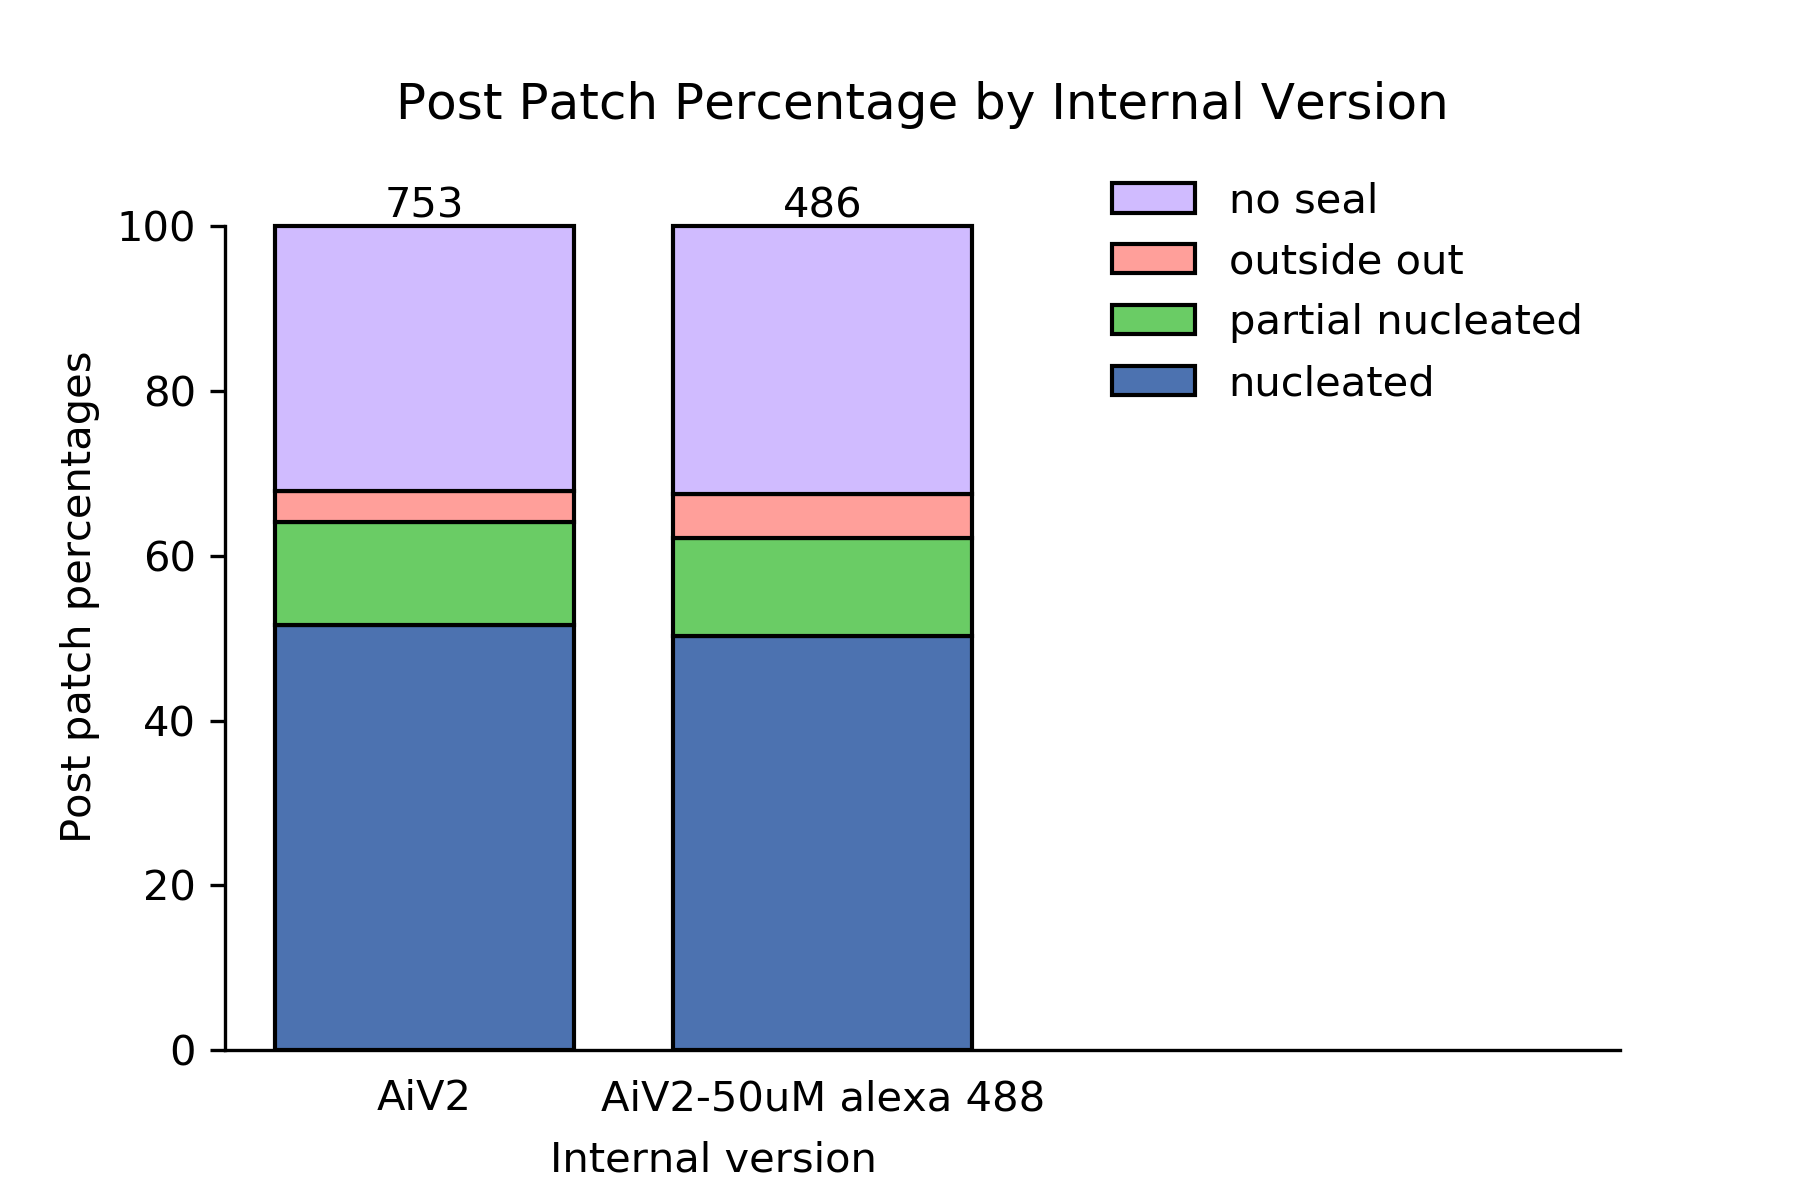 Post Patch Percentage by Internal Version
753
486
no seal
outside out
partial nucleated
nucleated
100
80
60
40
20
0
Post patch percentages
AiV2
AiV2-50uM alexa 488
Internal version